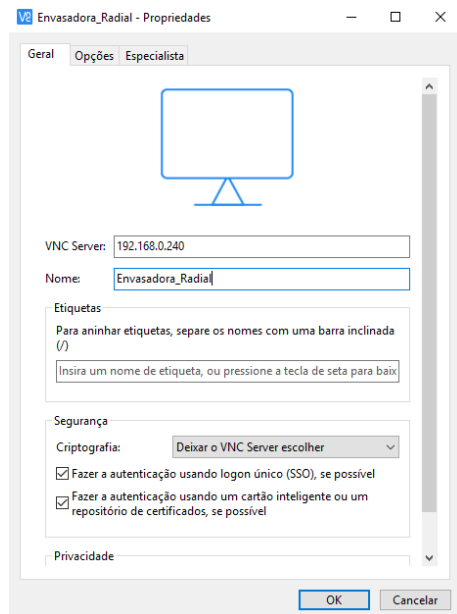 Envasadora_Radial - Propriedades
Geral Opções Especialista
VNC Server: 192.168.0.240
Nome: Envasadora_Radial
Etiquetas
Para aninhar etiquetas, separe os nomes com uma barra inclinada
(/)
Insira um nome de etiqueta, ou pressione a tecla de seta para baix
Segurança
Criptografia: Deixar o VNC Server escolher
Fazer a autenticação usando logon único (SSO), se possível
Fazer a autenticação usando um cartão inteligente ou um
repositório de certificados, se possível
Privacidade
OK Cancelar